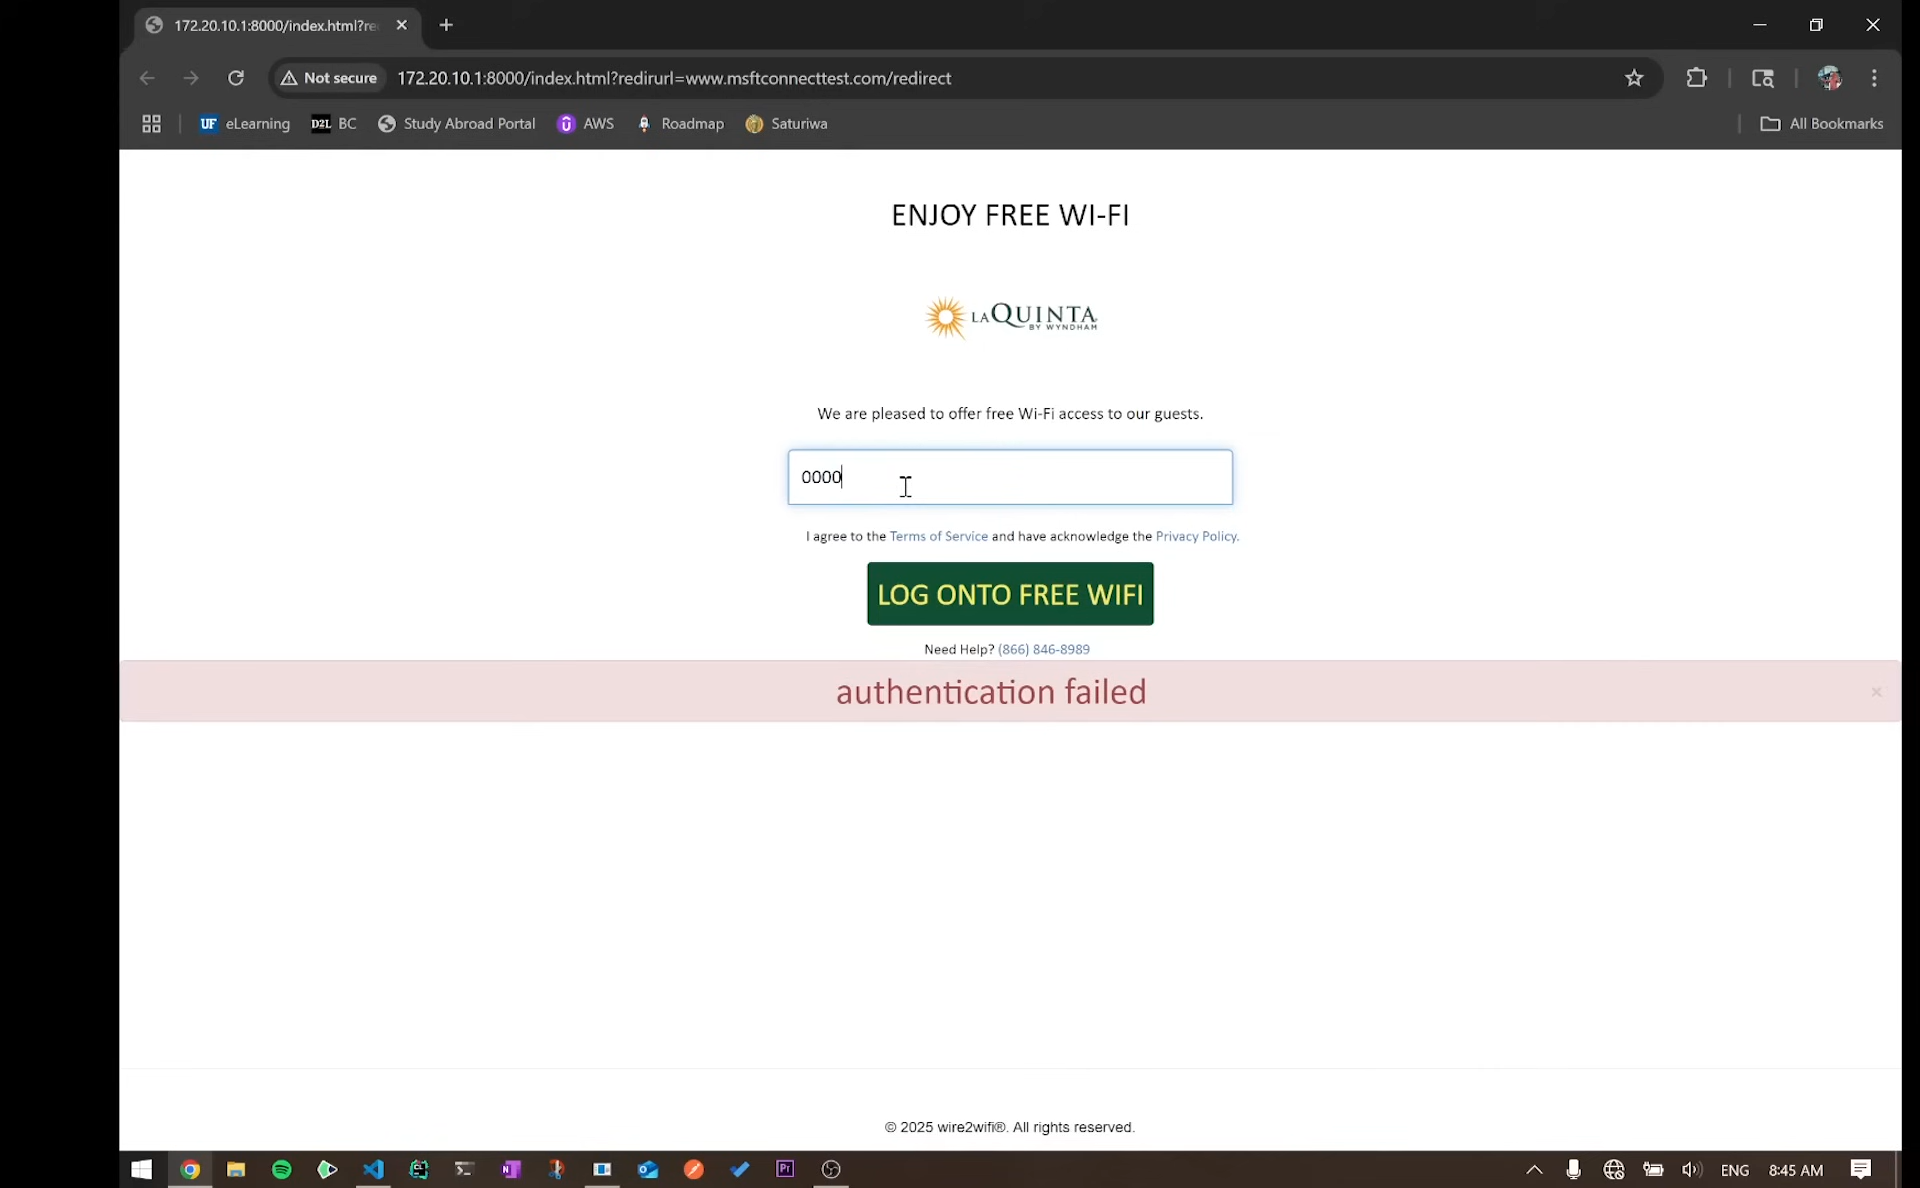 172.20.10.1:8000/index.html?re
Not secure
172.20.10.1:8000/index.html?redirurl=www.msftconnecttest.com/redirect
UF eLearning
D2L BC
Study Abroad Portal
AWS
Roadmap
Saturiwa
All Bookmarks
ENJOY FREE WI-FI
LAQUINTA
BY WYNDHAM
We are pleased to offer free Wi-Fi access to our guests.
0000
I agree to the Terms of Service and have acknowledge the Privacy Policy.
LOG ONTO FREE WIFI
Need Help? (866) 846-8989
authentication failed
© 2025 wire2wifi®. All rights reserved.
N
Pr
ENG
8:45 AM